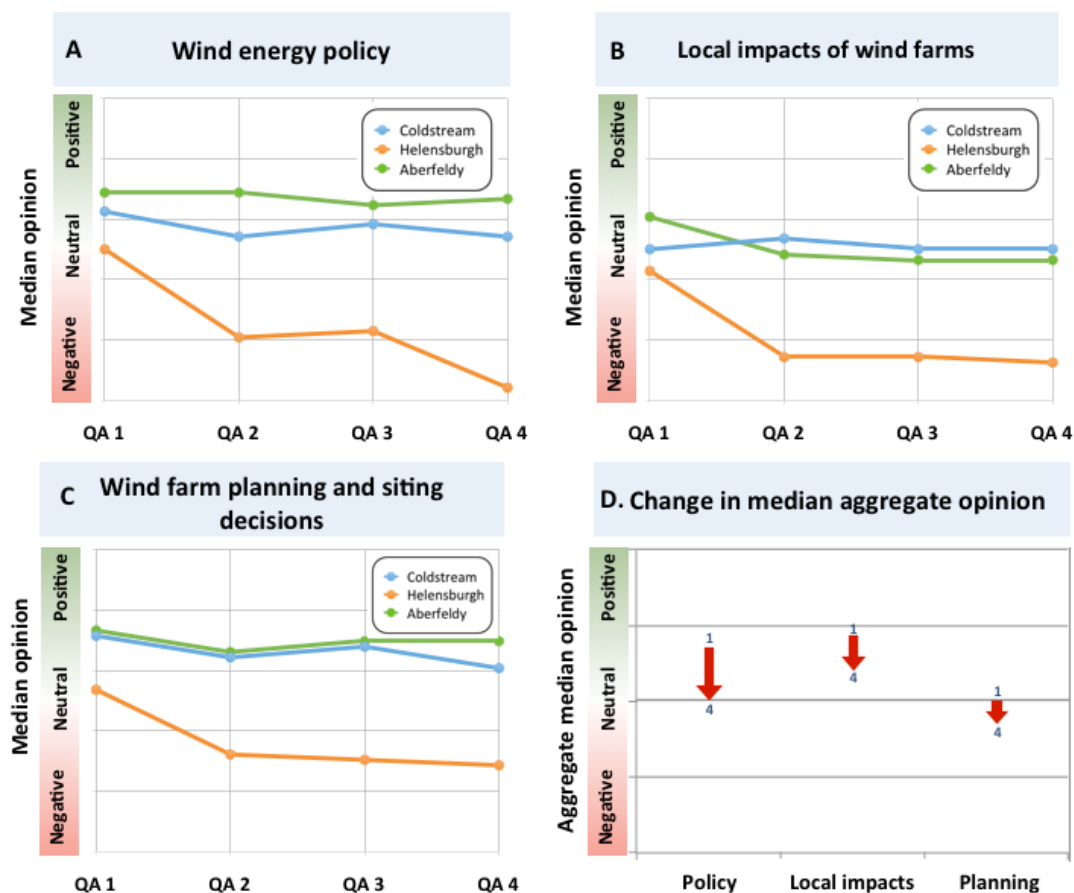 A Wind energy policy
Median opinion
Positive
Neutral
Negative
Coldstream
Helensburgh
Aberfeldy
QA 1 QA 2 QA 3 QA 4
B Local impacts of wind farms
Median opinion
Positive
Neutral
Negative
Coldstream
Helensburgh
Aberfeldy
QA 1 QA 2 QA 3 QA 4
C Wind farm planning and siting
decisions
Median opinion
Positive
Neutral
Negative
Coldstream
Helensburgh
Aberfeldy
QA 1 QA 2 QA 3 QA 4
D. Change in median aggregate opinion
Aggregate median opinion
Positive
Neutral
Negative
1
4
1
4
1
4
Policy Local impacts Planning